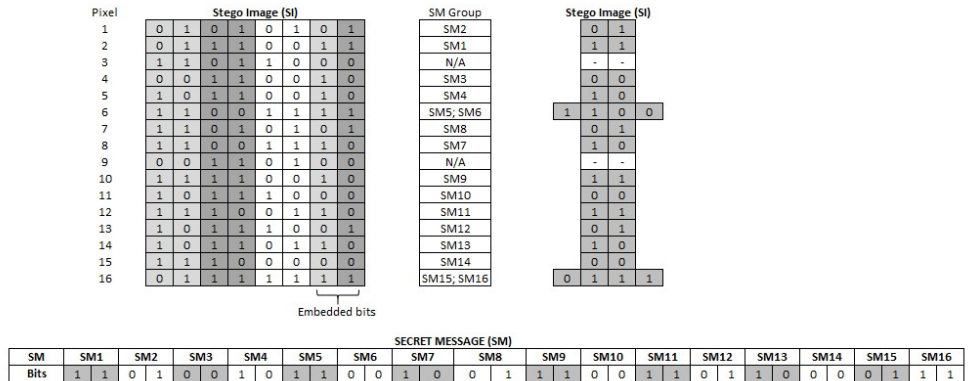 Pixel Stego Image (SI) SM Group Stego Image (SI)
1 0 1 0 1 0 1 0 1 SM2 0 1
2 0 1 1 1 0 0 1 1 SM1 1 1
3 1 1 0 1 1 0 0 0 N/A - -
4 0 0 1 1 0 0 1 0 SM3 0 0
5 1 0 1 1 0 0 1 0 SM4 1 0
6 1 1 0 0 1 1 1 1 SM5; SM6 1 1 0 0
7 1 1 0 1 0 1 0 1 SM8 0 1
8 1 1 0 0 1 1 1 0 SM7 1 0
9 0 0 1 1 0 1 0 0 N/A - -
10 1 1 1 1 0 0 1 0 SM9 1 1
11 1 0 1 1 1 0 0 0 SM10 0 0
12 1 1 1 0 0 1 1 0 SM11 1 1
13 1 0 1 1 1 0 0 1 SM12 0 1
14 1 0 1 1 0 1 1 0 SM13 1 0
15 1 1 1 0 0 0 0 0 SM14 0 0
16 0 1 1 1 1 1 1 1 SM15; SM16 0 1 1 1
Embedded bits
SECRET MESSAGE (SM)
SM SM1 SM2 SM3 SM4 SM5 SM6 SM7 SM8 SM9 SM10 SM11 SM12 SM13 SM14 SM15 SM16
Bits 1 1 0 1 0 0 1 0 1 1 0 0 1 0 0 1 1 1 0 0 1 1 0 1 1 0 0 0 0 1 1 1